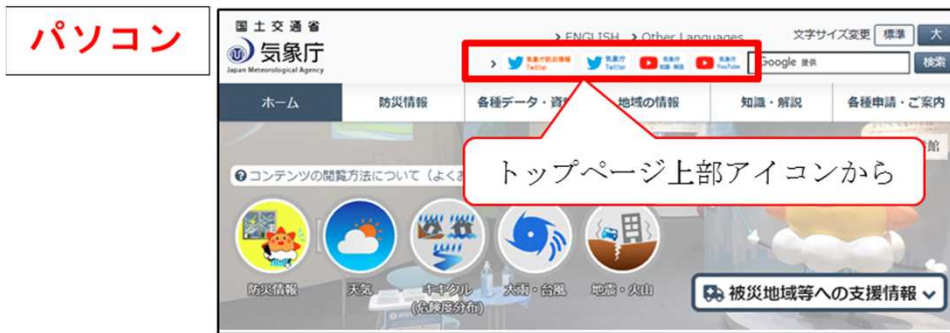 パソコン
国土交通省
気象庁
Japan Meteorological Agency
ENGLISH Other Languages
文字サイズ変更 標準 大
気象庁防災情報 Twitter
気象庁 Twitter
気象庁 YouTube
Google 提供 検索
ホーム 防災情報 各種データ・資 地域の情報 知識・解説 各種申請・ご案内
館
トップページ上部アイコンから
コンテンツの閲覧方法について(よくあ
防災情報 天気 キキクル (危険度分布) 大雨・台風 地震・火山
被災地域等への支援情報